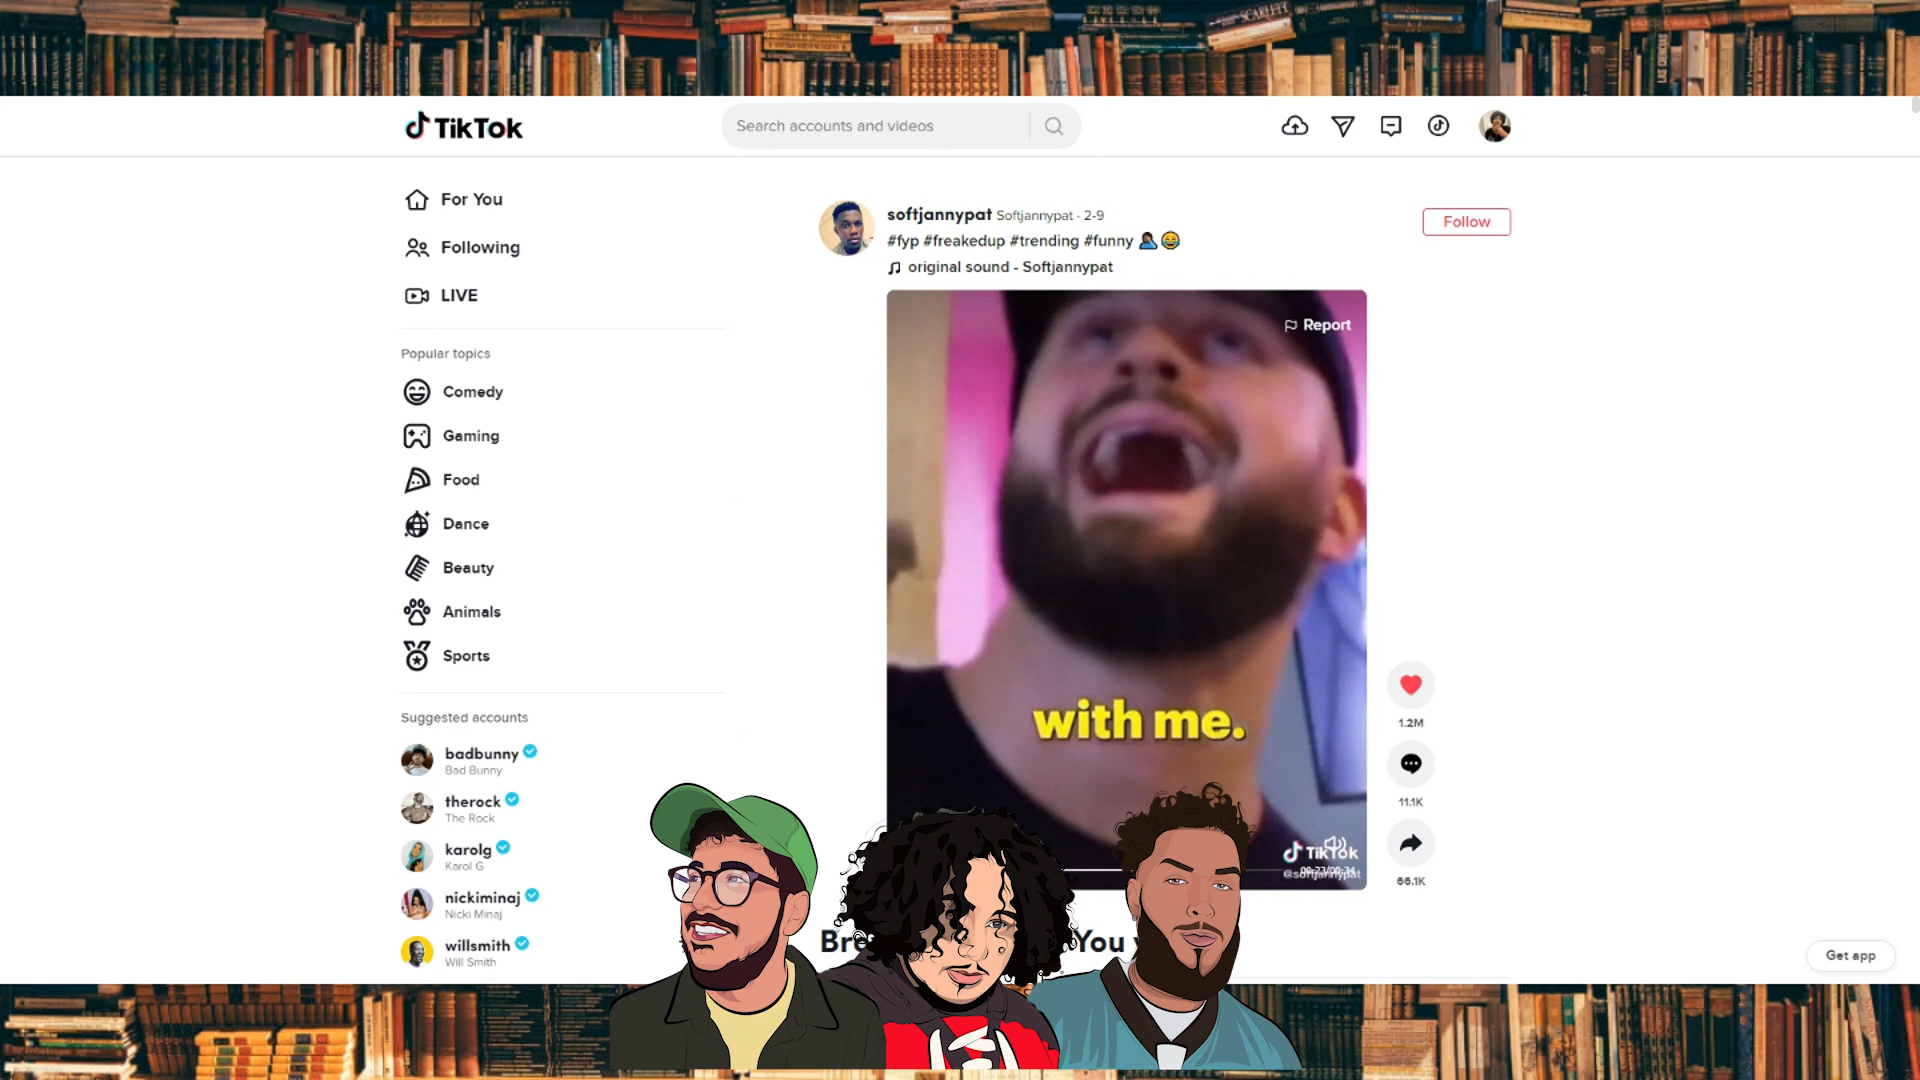 SCARLETT
TikTok
Search accounts and videos
For You
Following
LIVE
Popular topics
Comedy
Gaming
Food
Dance
Beauty
Animals
Sports
Suggested accounts
badbunny
Bad Bunny
therock
The Rock
karolg
Karol G
nickiminaj
Nicki Minaj
willsmith
Will Smith
softjannypat Softjannypat · 2-9
#fyp #freakedup #trending #funny 🤦🏿‍♂️😂
original sound - Softjannypat
Follow
Report
with me.
TikTok
@softjannypat
1.2M
11.1K
66.1K
You
Get app